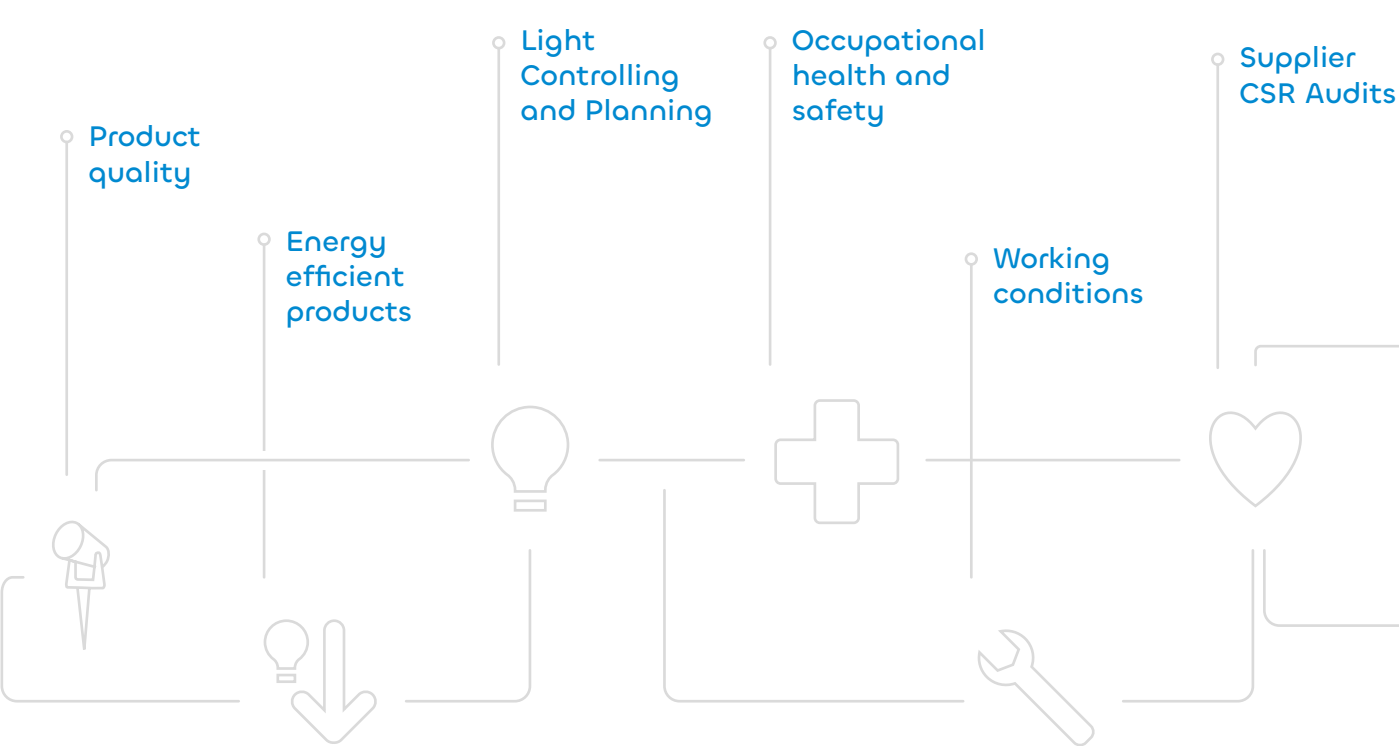 Product
quality
Energy
efficient
products
Light
Controlling
and Planning
Occupational
health and
safety
Working
conditions
Supplier
CSR Audits